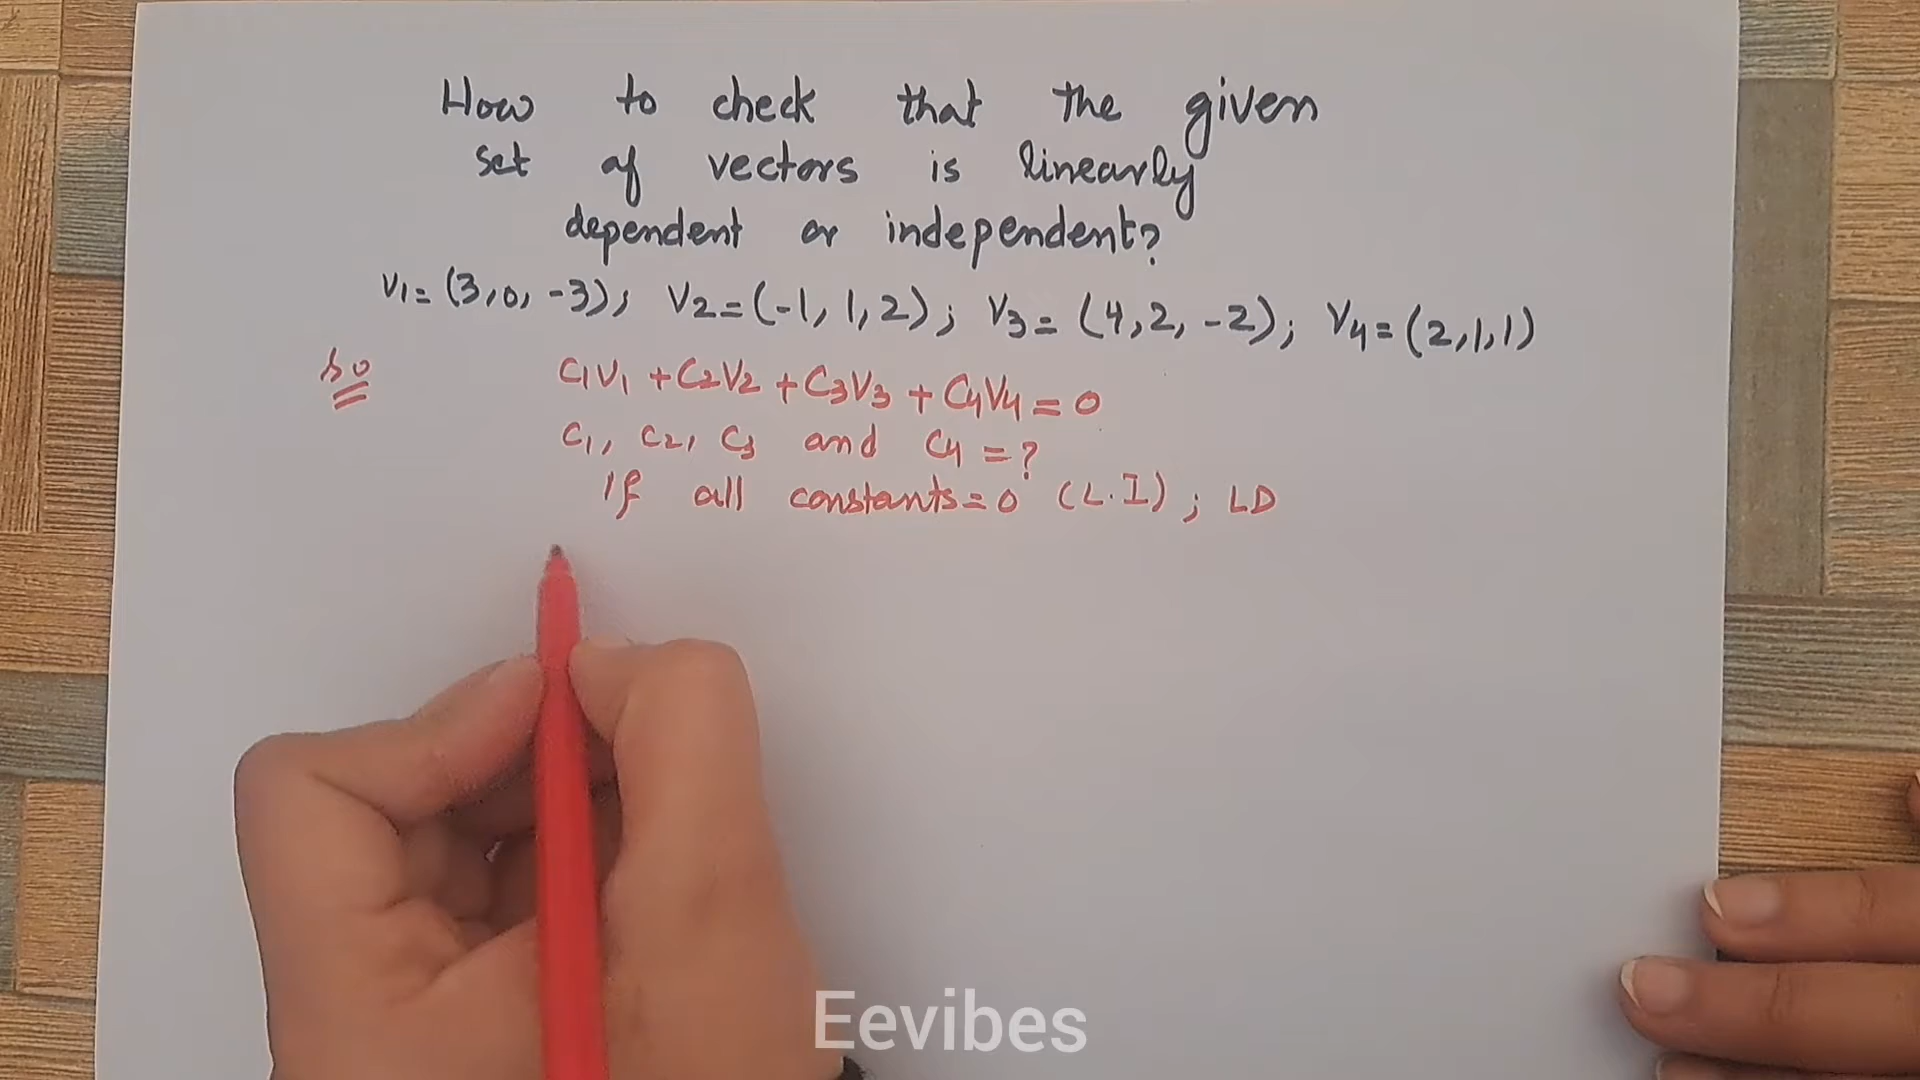 How to check that the given
set of vectors is linearly
dependent or independent?
V1 = (3,0, -3); V2 = (-1, 1, 2); V3 = (4,2, -2); V4 = (2,1,1)
so C1V1 + C2V2 + C3V3 + C4V4 = 0
C1, C2, C3 and C4 = ?
If all constants = 0 (L.I); LD
Eevibes